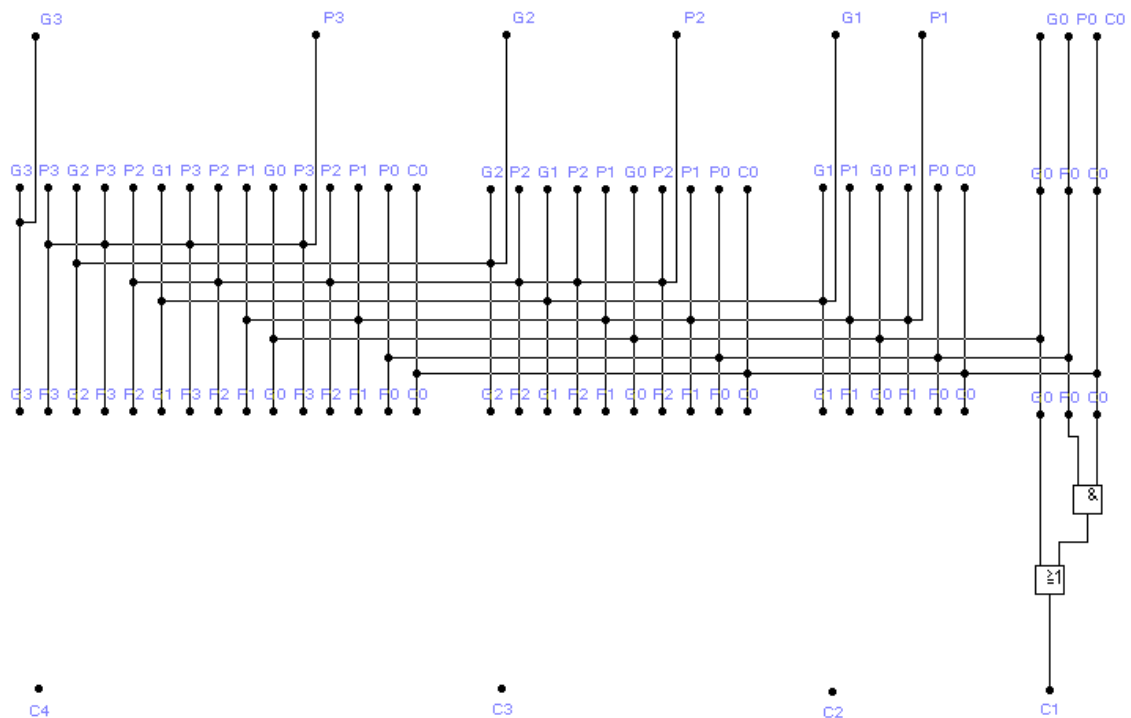 G3 P3 G2 P2 G1 P1 G0 P0 C0
G3 P3 G2 P3 P2 G1 P3 P2 P1 G0 P3 P2 P1 P0 C0 G2 P2 G1 P2 P1 G0 P2 P1 P0 C0 G1 P1 G0 P1 P0 C0 G0 P0 C0
G3 P3 G2 P3 P2 G1 P3 P2 P1 G0 P3 P2 P1 P0 C0 G2 P2 G1 P2 P1 G0 P2 P1 P0 C0 G1 P1 G0 P1 P0 C0 G0 P0 C0
&
≧1
C4 C3 C2 C1